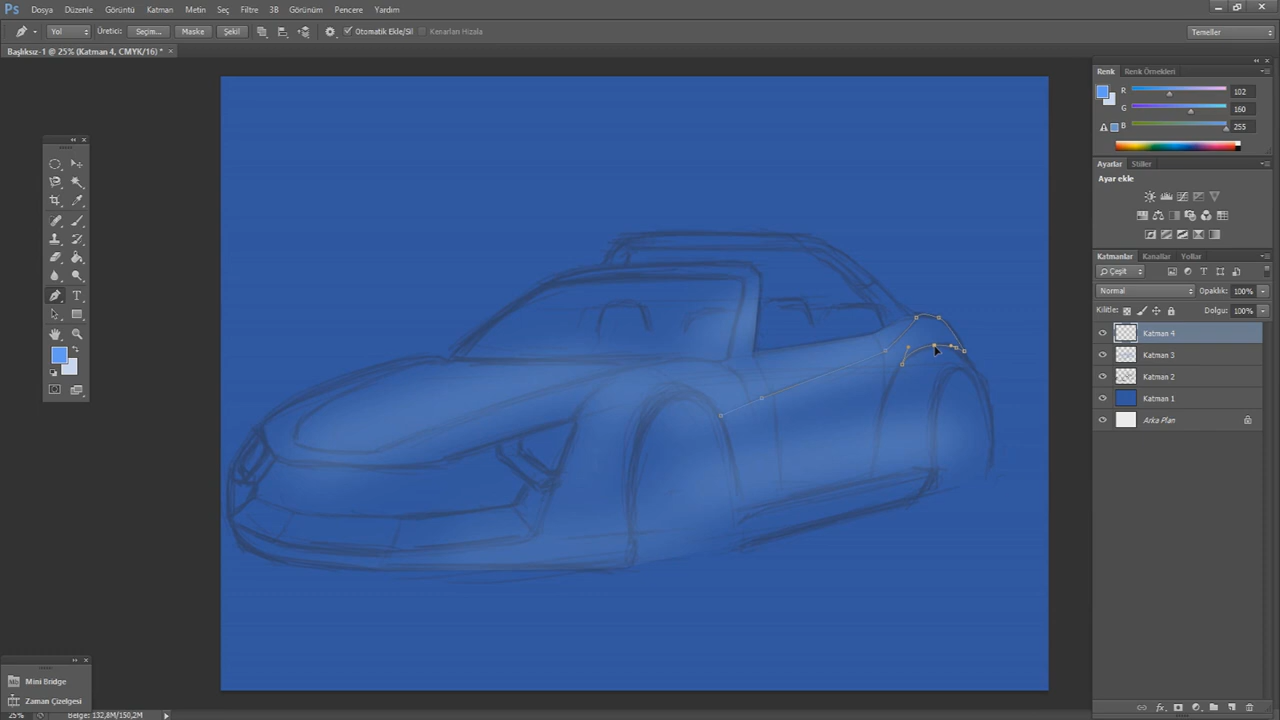 Ps Dosya Düzenle Görüntü Katman Metin Seç Filtre 3B Görünüm Pencere Yardım
Yol Üretici: Seçim... Maske Şekil Otomatik Ekle/Sil Kenarları Hizala Temeller
Başlıksız-1 @ 25% (Katman 4, CMYK/16) *
Renk Renk Örnekleri
R 102
G 160
B 255
Ayarlar Stiller
Ayar ekle
Katmanlar Kanallar Yollar
Çeşit
Normal Opaklık: 100%
Kilitle: Dolgu: 100%
Katman 4
Katman 3
Katman 2
Katman 1
Arka Plan
Mini Bridge
Zaman Çizelgesi
25% Belge: 132,8M/150,2M